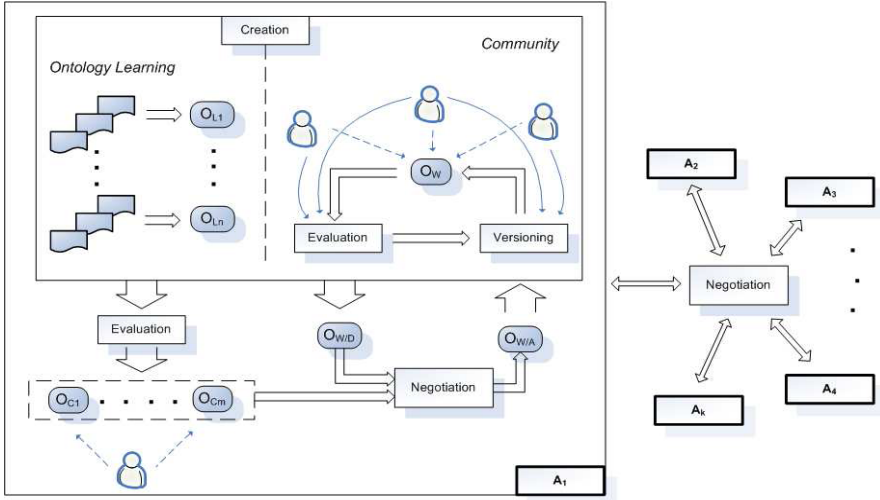 Creation
Ontology Learning
Community
O_L1
O_W
O_Ln
Evaluation
Versioning
A_2
A_3
Negotiation
A_k
A_4
Evaluation
O_W/D
O_W/A
Negotiation
O_C1
O_Cm
A_1